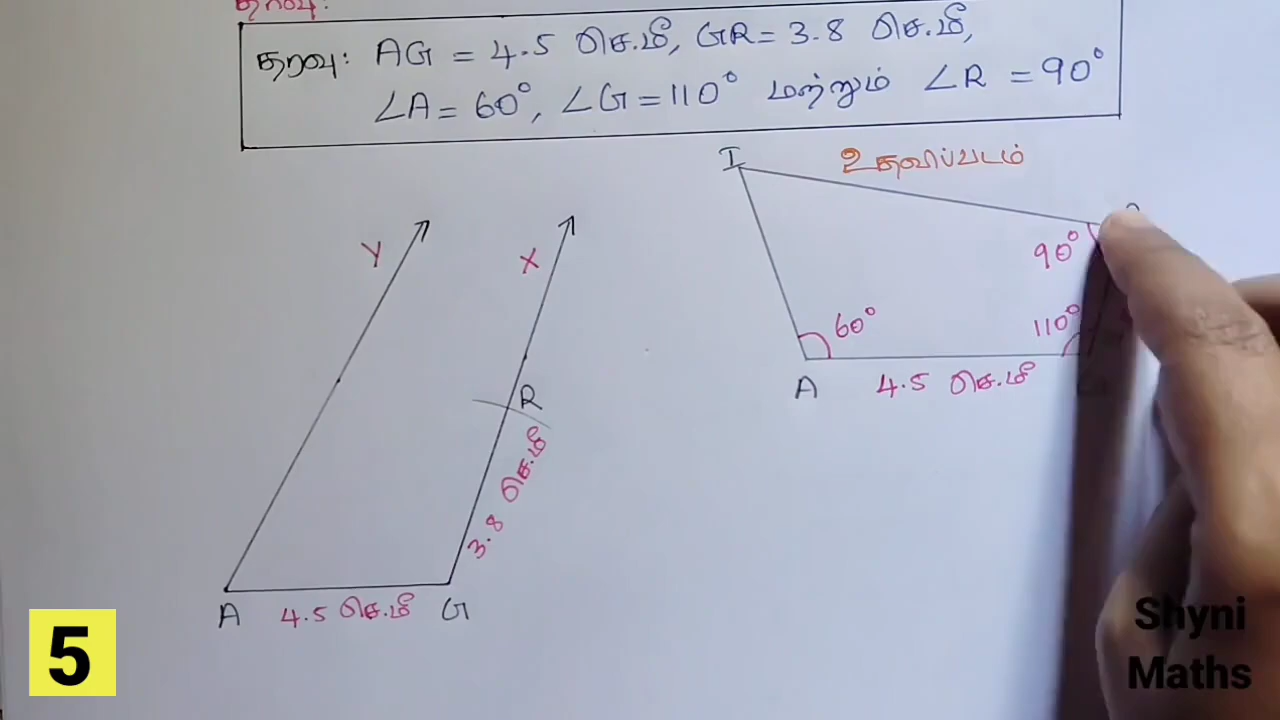 தரவு:
தரவு: AG = 4.5 செ.மீ, GR = 3.8 செ.மீ,
∠A = 60°, ∠G = 110° மற்றும் ∠R = 90°
I உதவிப்படம்
Y
X
90°
60°
110°
R
A 4.5 செ.மீ
3.8 செ.மீ
A 4.5 செ.மீ G
5
Shyni
Maths